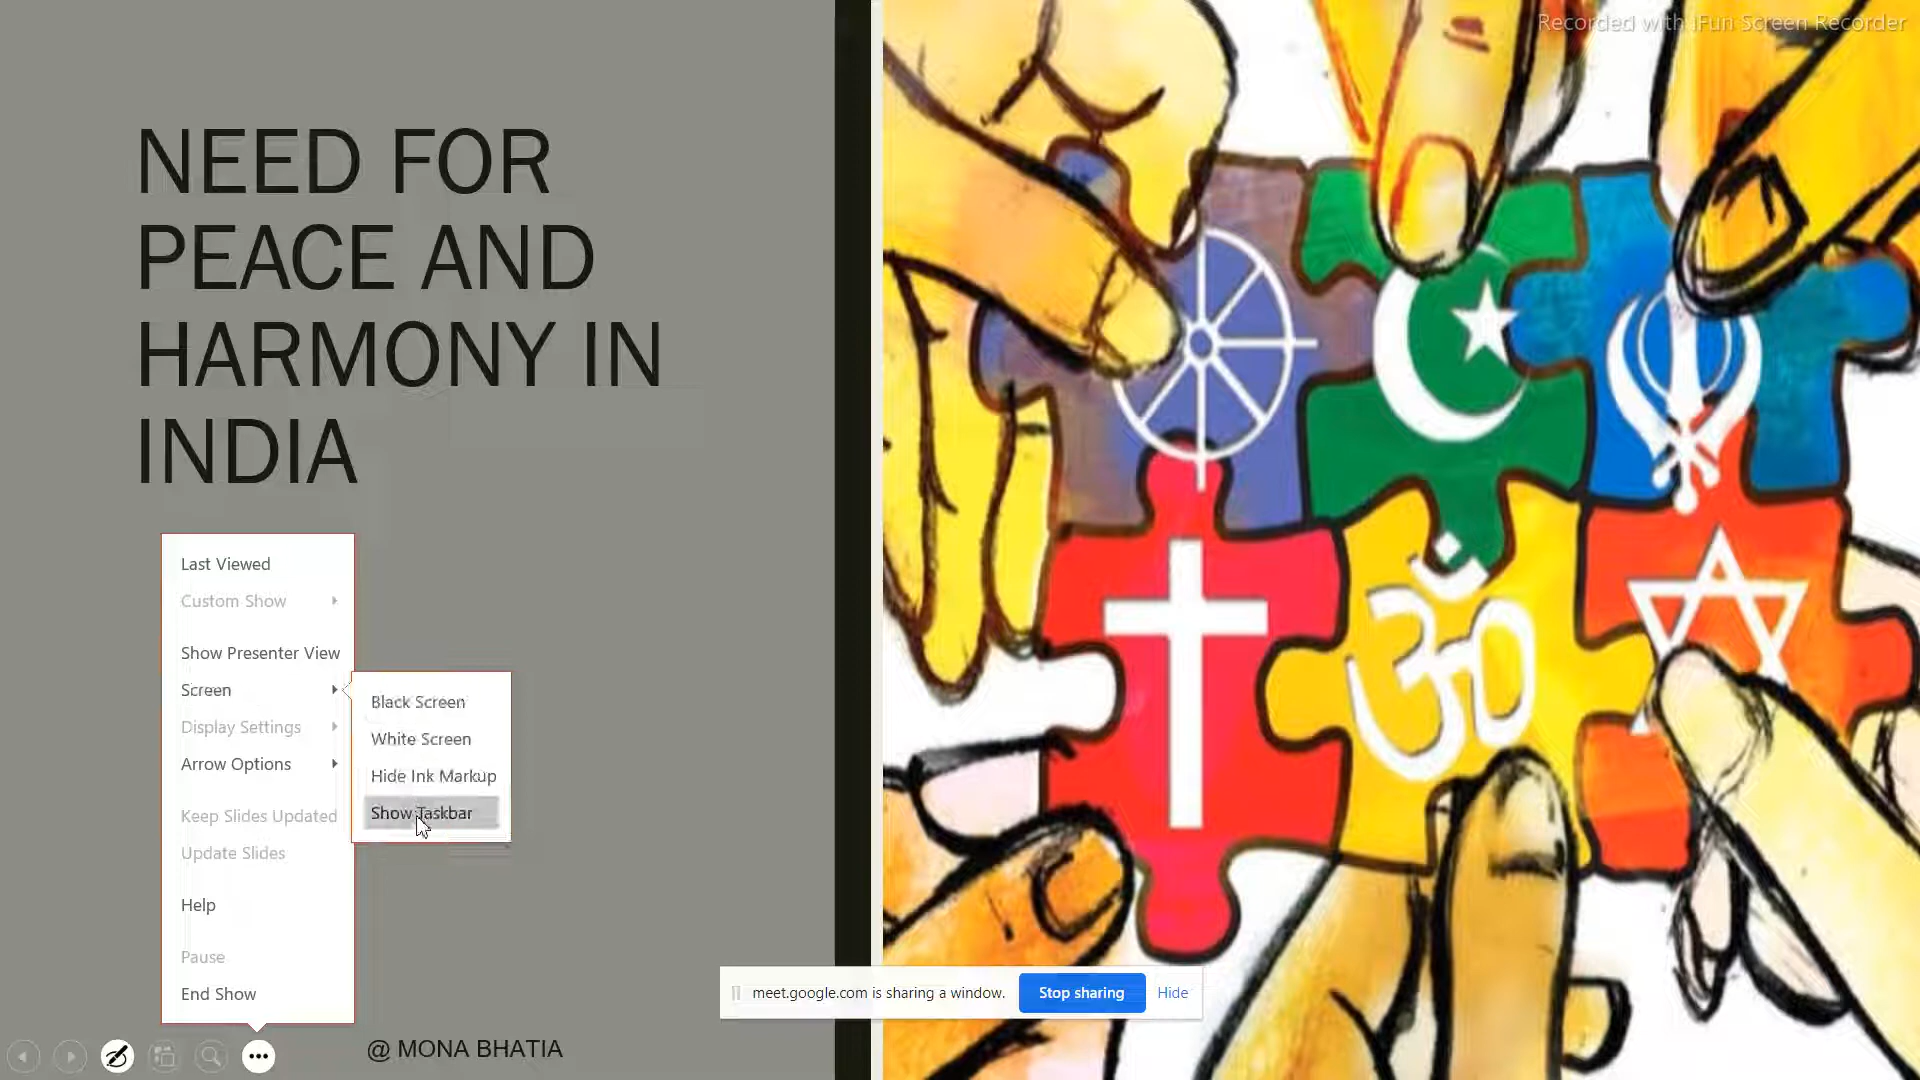 Recorded with iFun Screen Recorder
NEED FOR
PEACE AND
HARMONY IN
INDIA
Last Viewed
Custom Show
Show Presenter View
Screen
Display Settings
Arrow Options
Keep Slides Updated
Update Slides
Help
Pause
End Show
Black Screen
White Screen
Hide Ink Markup
Show Taskbar
meet.google.com is sharing a window.
Stop sharing
Hide
@ MONA BHATIA
ॐ